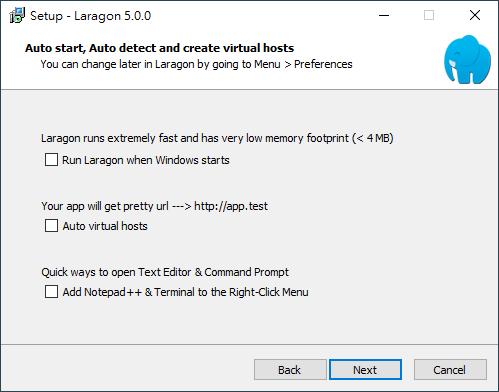 Setup - Laragon 5.0.0
Auto start, Auto detect and create virtual hosts
You can change later in Laragon by going to Menu > Preferences
Laragon runs extremely fast and has very low memory footprint (< 4 MB)
Run Laragon when Windows starts
Your app will get pretty url ---> http://app.test
Auto virtual hosts
Quick ways to open Text Editor & Command Prompt
Add Notepad++ & Terminal to the Right-Click Menu
Back
Next
Cancel